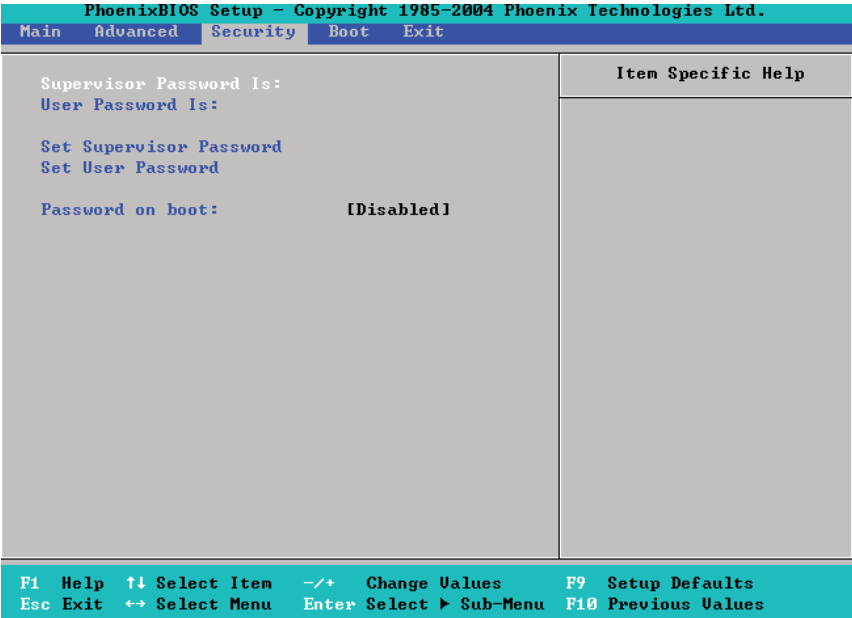 PhoenixBIOS Setup - Copyright 1985-2004 Phoenix Technologies Ltd.
Main Advanced Security Boot Exit
Supervisor Password Is:
User Password Is:
Set Supervisor Password
Set User Password
Password on boot: [Disabled]
Item Specific Help
F1 Help ↑↓ Select Item -/+ Change Values F9 Setup Defaults
Esc Exit ↔ Select Menu Enter Select ▶ Sub-Menu F10 Previous Values